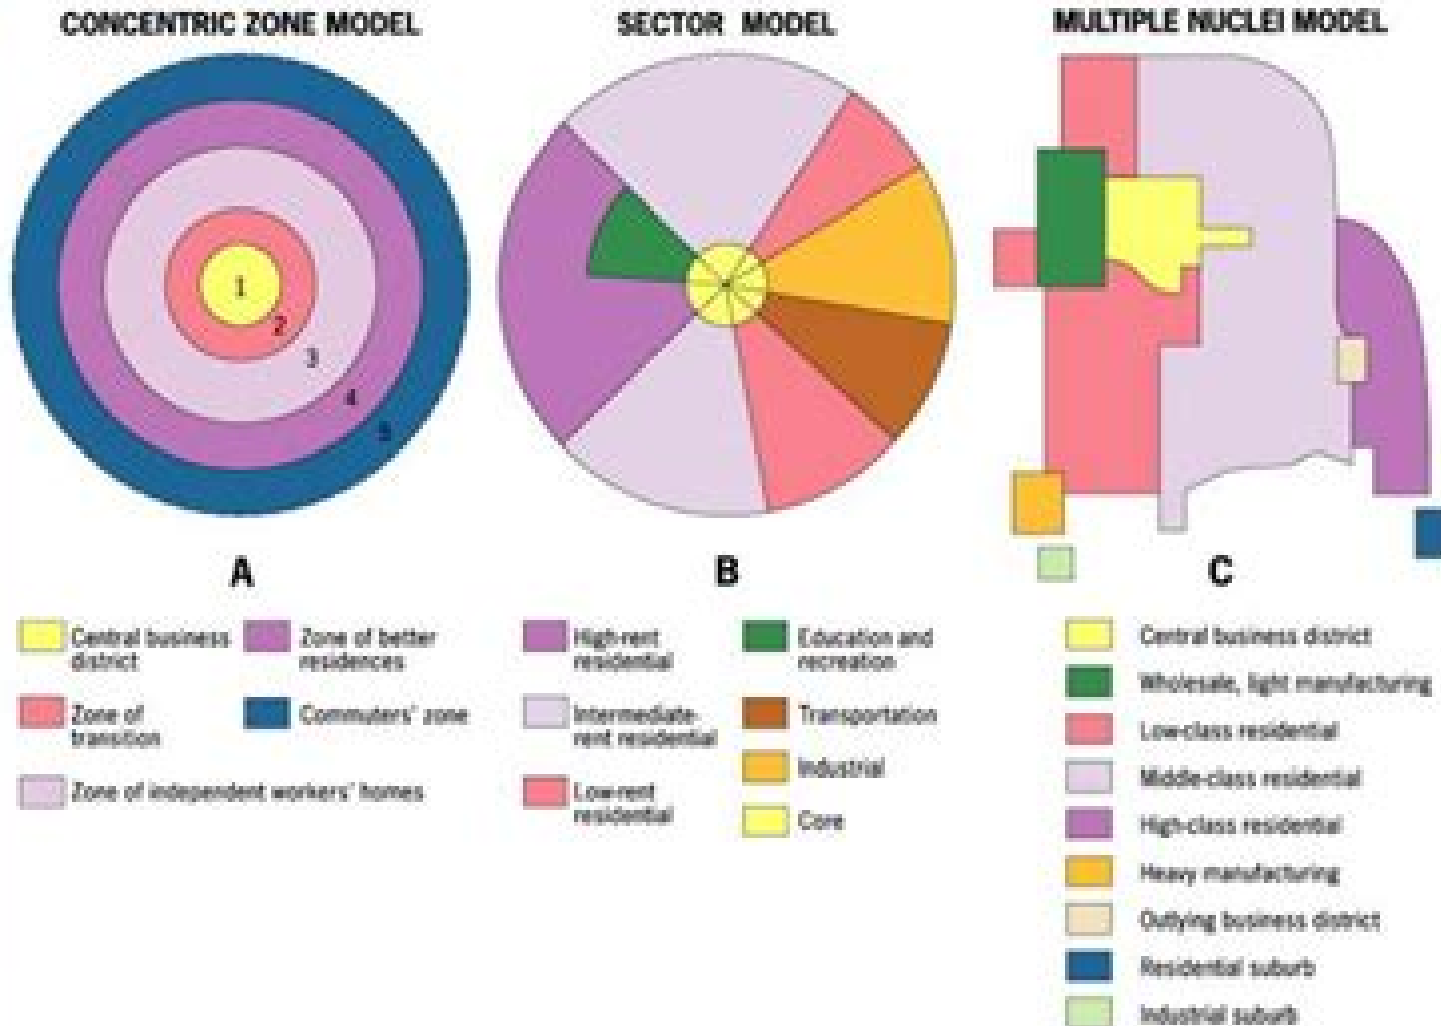 CONCENTRIC ZONE MODEL
SECTOR MODEL
MULTIPLE NUCLEI MODEL
1
2
3
4
5
A
B
C
Central business
district
Zone of better
residences
Zone of
transition
Commuters' zone
Zone of independent workers' homes
High-rent
residential
Education and
recreation
Intermediate-
rent residential
Transportation
Industrial
Low-rent
residential
Core
Central business district
Wholesale, light manufacturing
Low-class residential
Middle-class residential
High-class residential
Heavy manufacturing
Outlying business district
Residential suburb
Industrial suburb